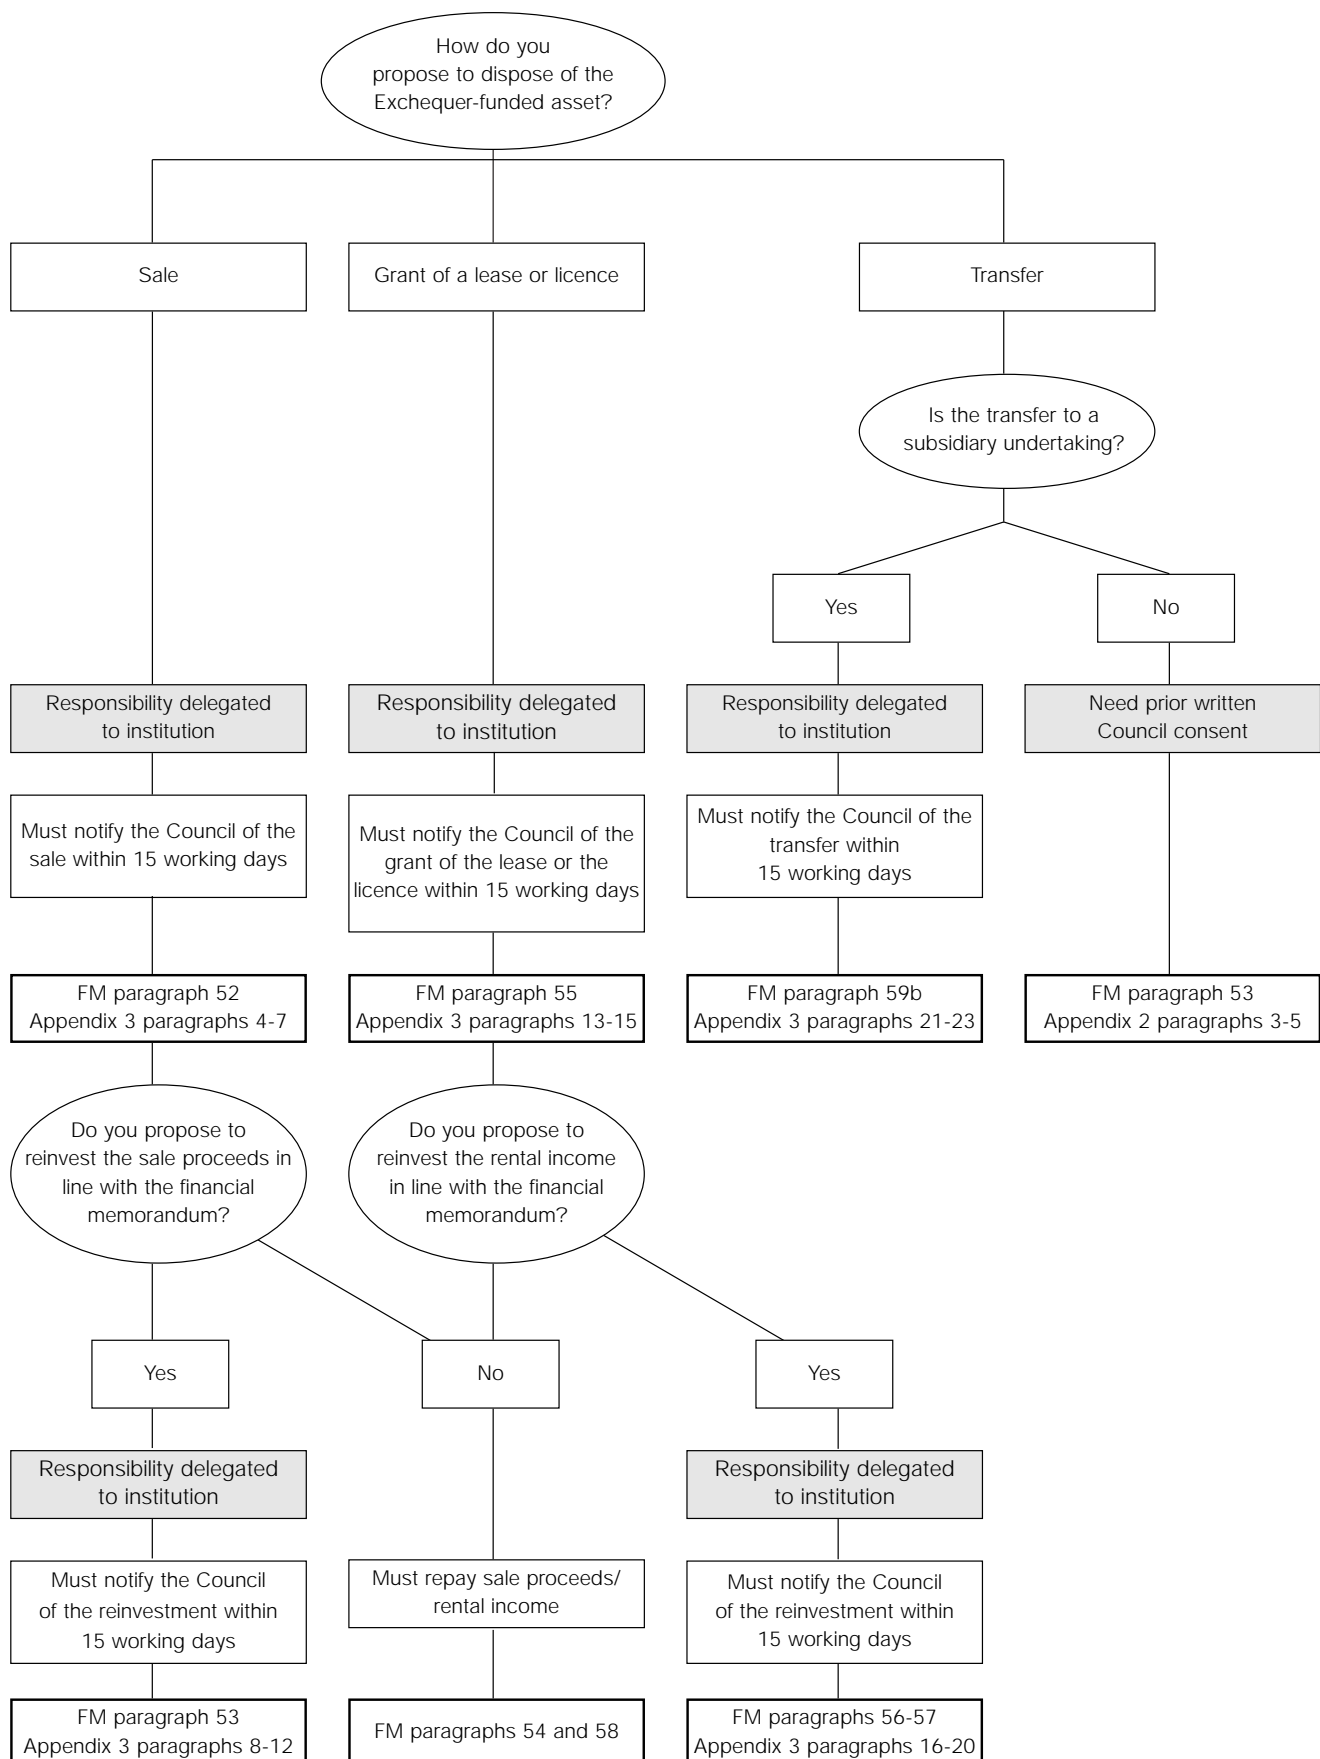 How do you
propose to dispose of the
Exchequer-funded asset?
Sale
Grant of a lease or licence
Transfer
Is the transfer to a
subsidiary undertaking?
Yes
No
Responsibility delegated
to institution
Responsibility delegated
to institution
Responsibility delegated
to institution
Need prior written
Council consent
Must notify the Council of the
sale within 15 working days
Must notify the Council of the
grant of the lease or the
licence within 15 working days
Must notify the Council of the
transfer within
15 working days
FM paragraph 52
Appendix 3 paragraphs 4-7
FM paragraph 55
Appendix 3 paragraphs 13-15
FM paragraph 59b
Appendix 3 paragraphs 21-23
FM paragraph 53
Appendix 2 paragraphs 3-5
Do you propose to
reinvest the sale proceeds in
line with the financial
memorandum?
Do you propose to
reinvest the rental income
in line with the financial
memorandum?
Yes
No
Yes
Responsibility delegated
to institution
Responsibility delegated
to institution
Must notify the Council
of the reinvestment within
15 working days
Must repay sale proceeds/
rental income
Must notify the Council
of the reinvestment within
15 working days
FM paragraph 53
Appendix 3 paragraphs 8-12
FM paragraphs 54 and 58
FM paragraphs 56-57
Appendix 3 paragraphs 16-20